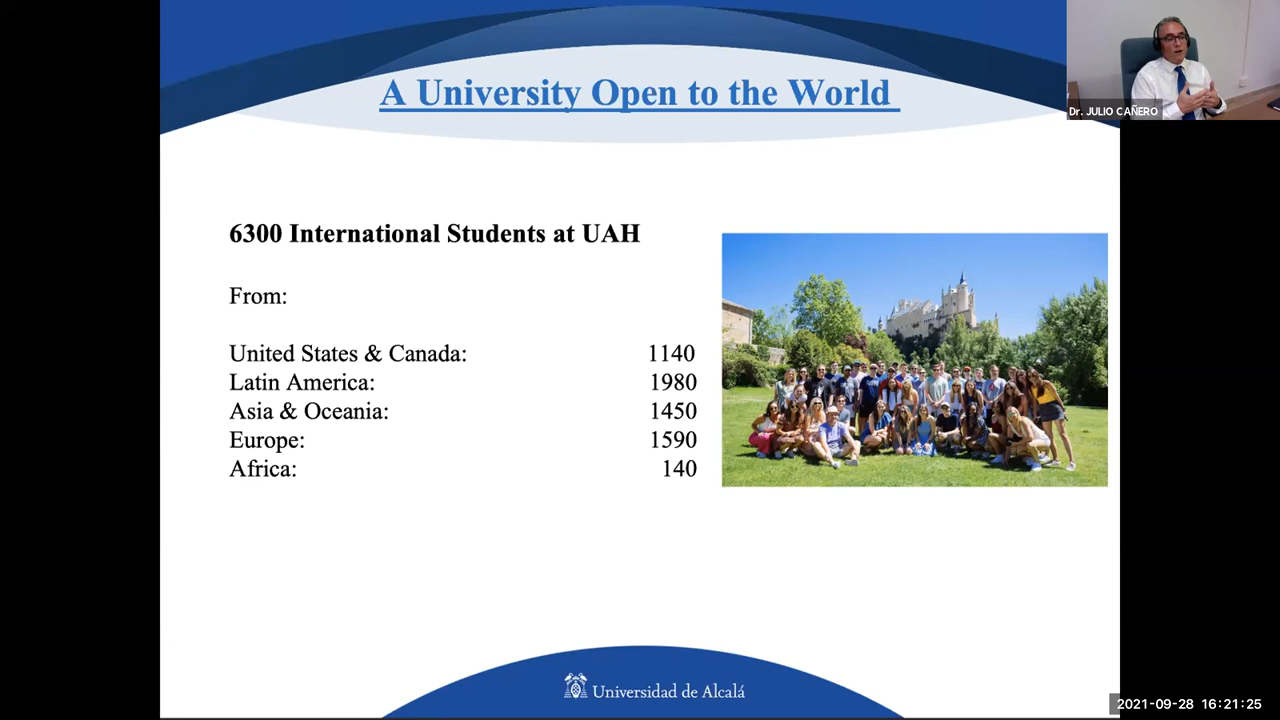 A University Open to the World
Dr. JULIO CAÑERO
6300 International Students at UAH
From:
United States & Canada: 1140
Latin America: 1980
Asia & Oceania: 1450
Europe: 1590
Africa: 140
Universidad de Alcalá
2021-09-28 16:21:25